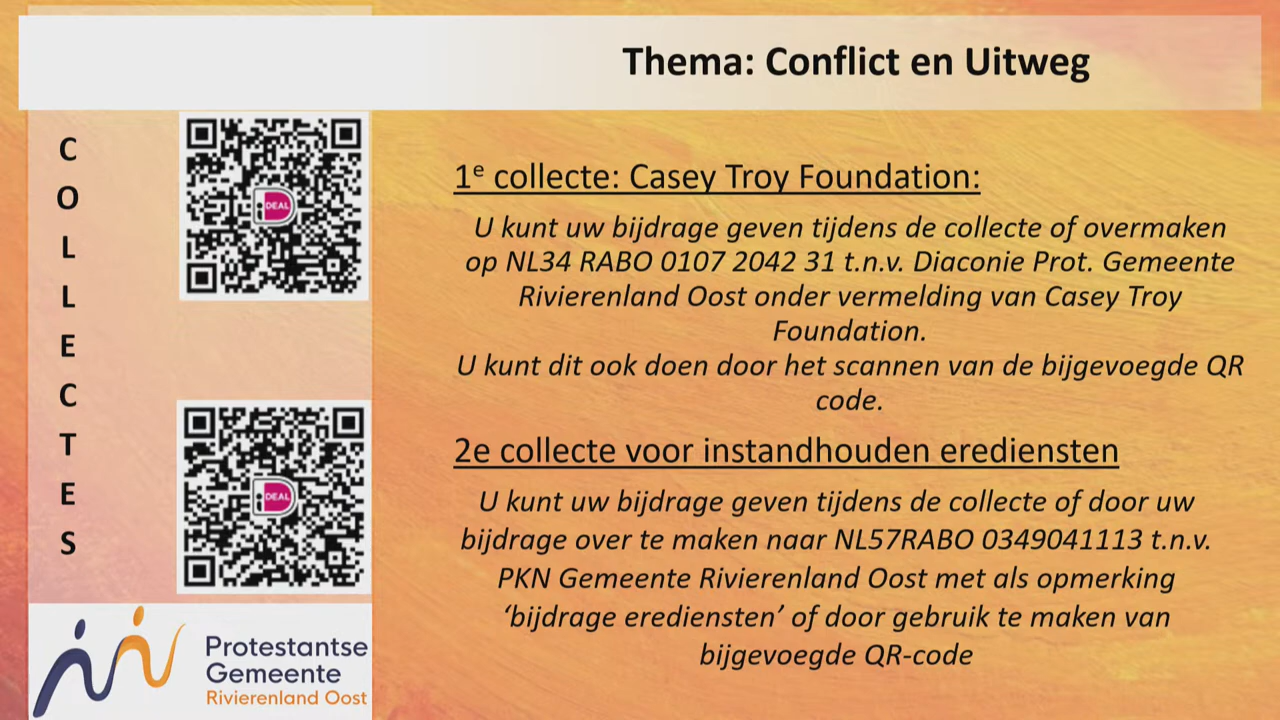 Thema: Conflict en Uitweg
C
O
L
L
E
C
T
E
S
iDEAL
iDEAL
1e collecte: Casey Troy Foundation:
U kunt uw bijdrage geven tijdens de collecte of overmaken
op NL34 RABO 0107 2042 31 t.n.v. Diaconie Prot. Gemeente
Rivierenland Oost onder vermelding van Casey Troy
Foundation.
U kunt dit ook doen door het scannen van de bijgevoegde QR
code.
2e collecte voor instandhouden erediensten
U kunt uw bijdrage geven tijdens de collecte of door uw
bijdrage over te maken naar NL57RABO 0349041113 t.n.v.
PKN Gemeente Rivierenland Oost met als opmerking
‘bijdrage erediensten’ of door gebruik te maken van
bijgevoegde QR-code
Protestantse
Gemeente
Rivierenland Oost